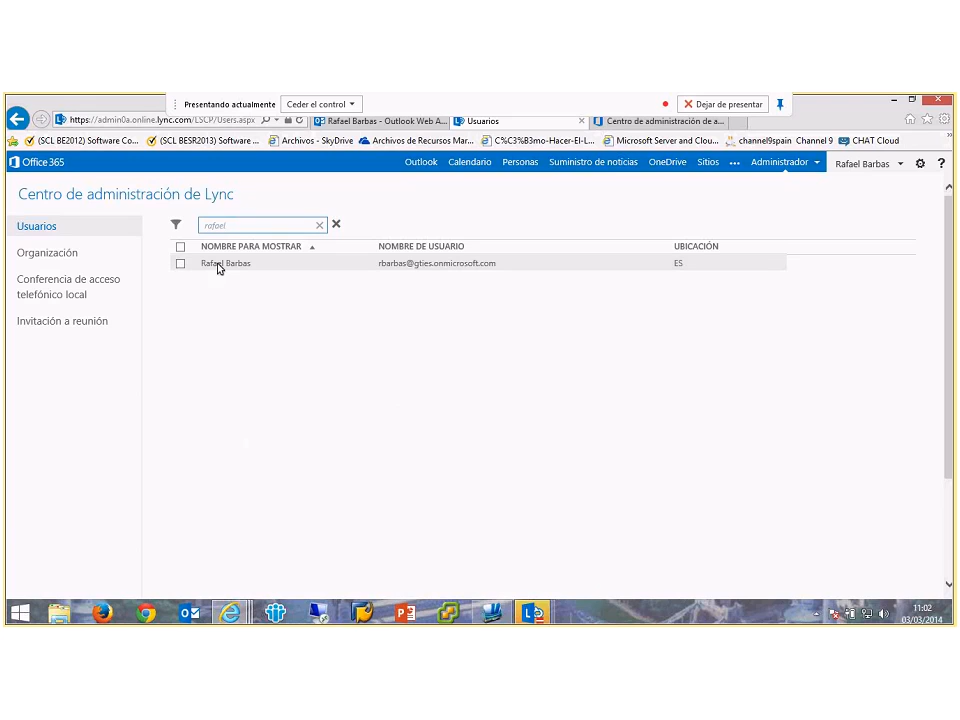 Presentando actualmente Ceder el control Dejar de presentar
https://admin0a.online.lync.com/LSCP/Users.aspx Rafael Barbas - Outlook Web A... Usuarios Centro de administración de a...
(SCL BE2012) Software Co... (SCL BESR2013) Software ... Archivos - SkyDrive Archivos de Recursos Mar... C%C3%B3mo-Hacer-El-L... Microsoft Server and Clou... channel9spain Channel 9 CHAT Cloud
Office 365 Outlook Calendario Personas Suministro de noticias OneDrive Sitios ... Administrador Rafael Barbas ?
Centro de administración de Lync
Usuarios
Organización
Conferencia de acceso
telefónico local
Invitación a reunión
rafael
NOMBRE PARA MOSTRAR NOMBRE DE USUARIO UBICACIÓN
Rafael Barbas rbarbas@gties.onmicrosoft.com ES
11:02
03/03/2014